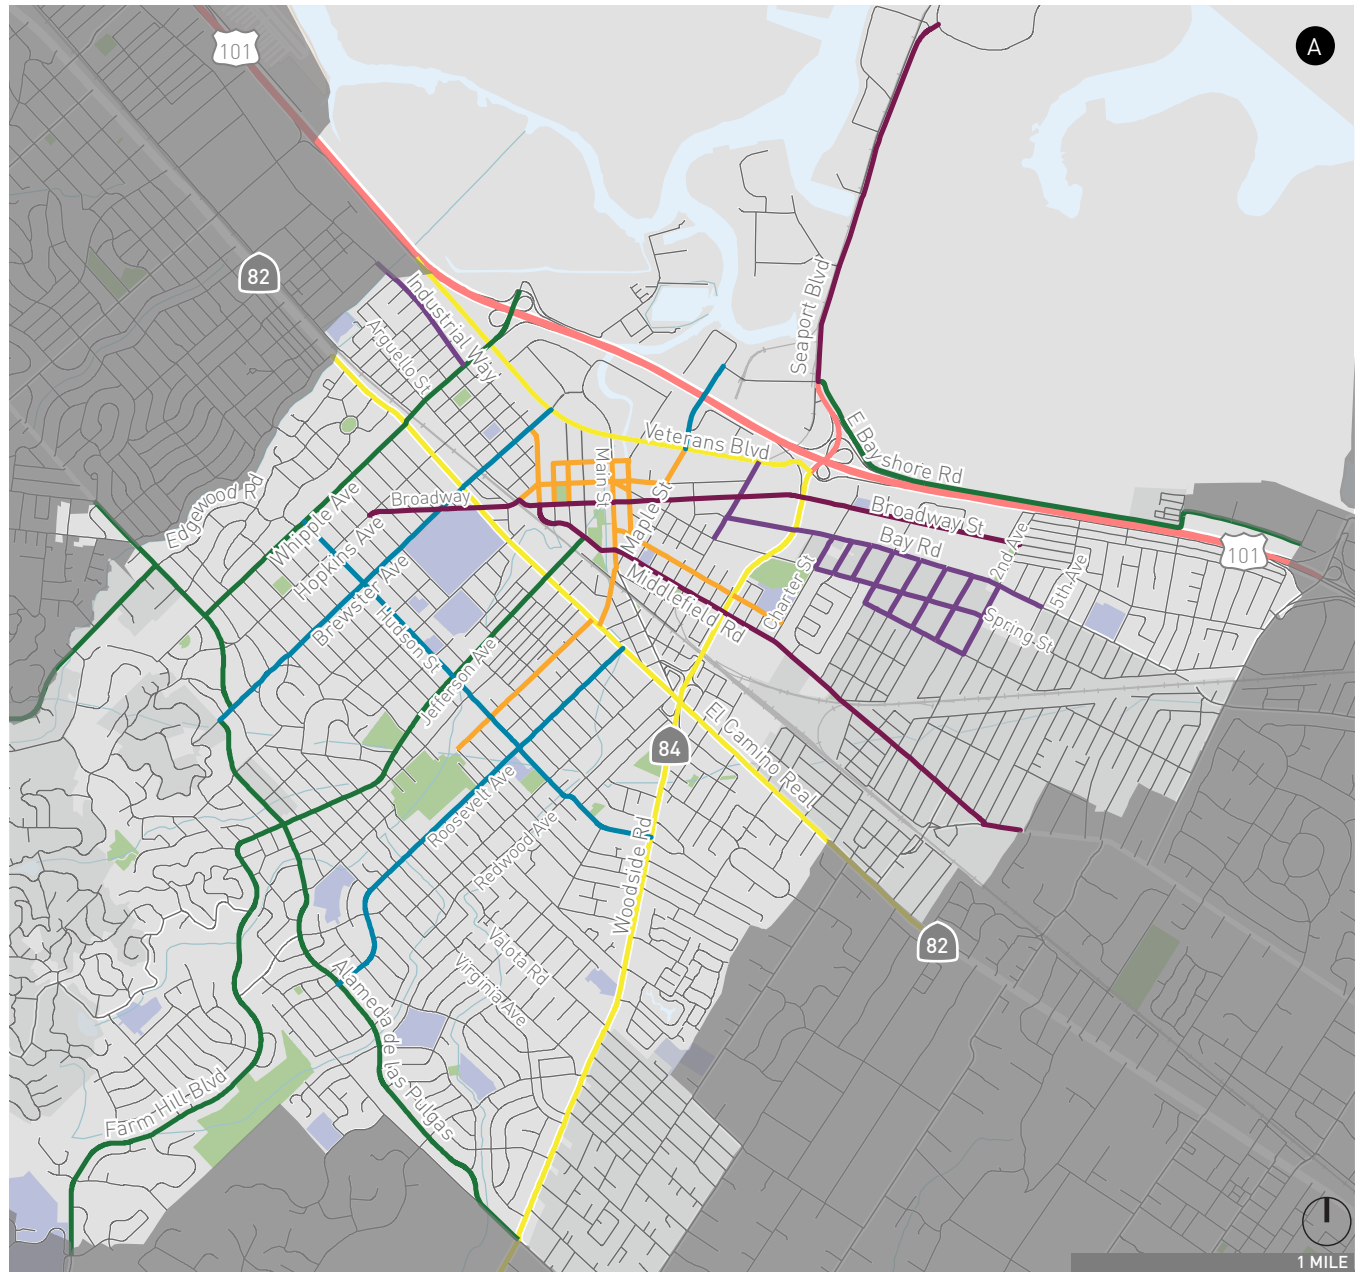 101
A
82
Industrial Way
Arguello St
Seaport Blvd
E Bayshore Rd
Veterans Blvd
Main St
Maple St
Broadway
Edgewood Rd
Whipple Ave
Hopkins Ave
Brewster Ave
Broadway St
Bay Rd
2nd Ave
5th Ave
101
Charter St
Spring St
Middlefield Rd
Hudson St
Jefferson Ave
El Camino Real
84
Roosevelt Ave
Redwood Ave
Woodside Rd
82
Valota Rd
Virginia Ave
Alameda de las Pulgas
Farm Hill Blvd
1 MILE